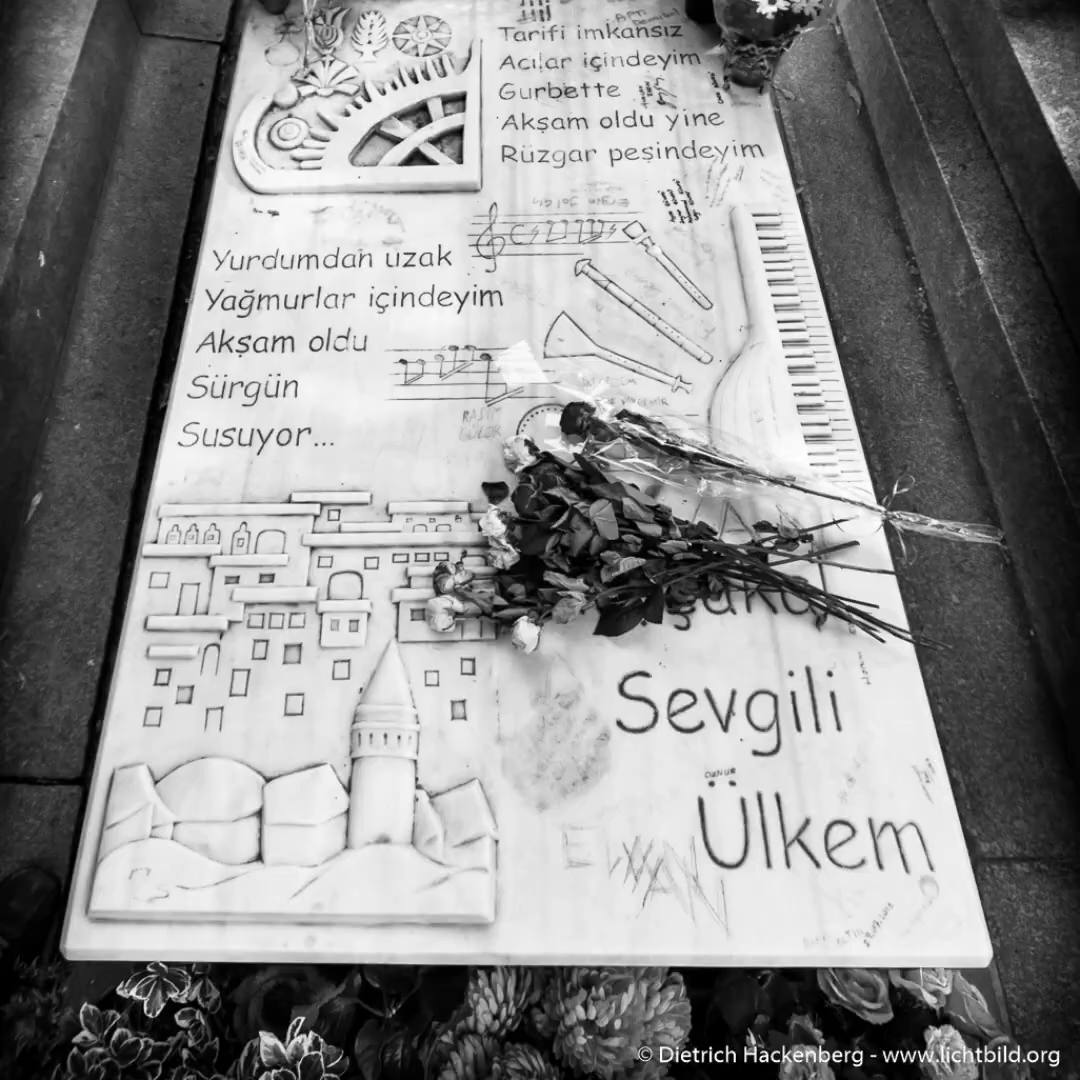 Tarifi imkansız
Acılar içindeyim
Gurbette
Akşam oldu yine
Rüzgar peşindeyim
Yurdumdan uzak
Yağmurlar içindeyim
Akşam oldu
Sürgün
Susuyor...
Sevgili
Ülkem
© Dietrich Hackenberg - www.lichtbild.org